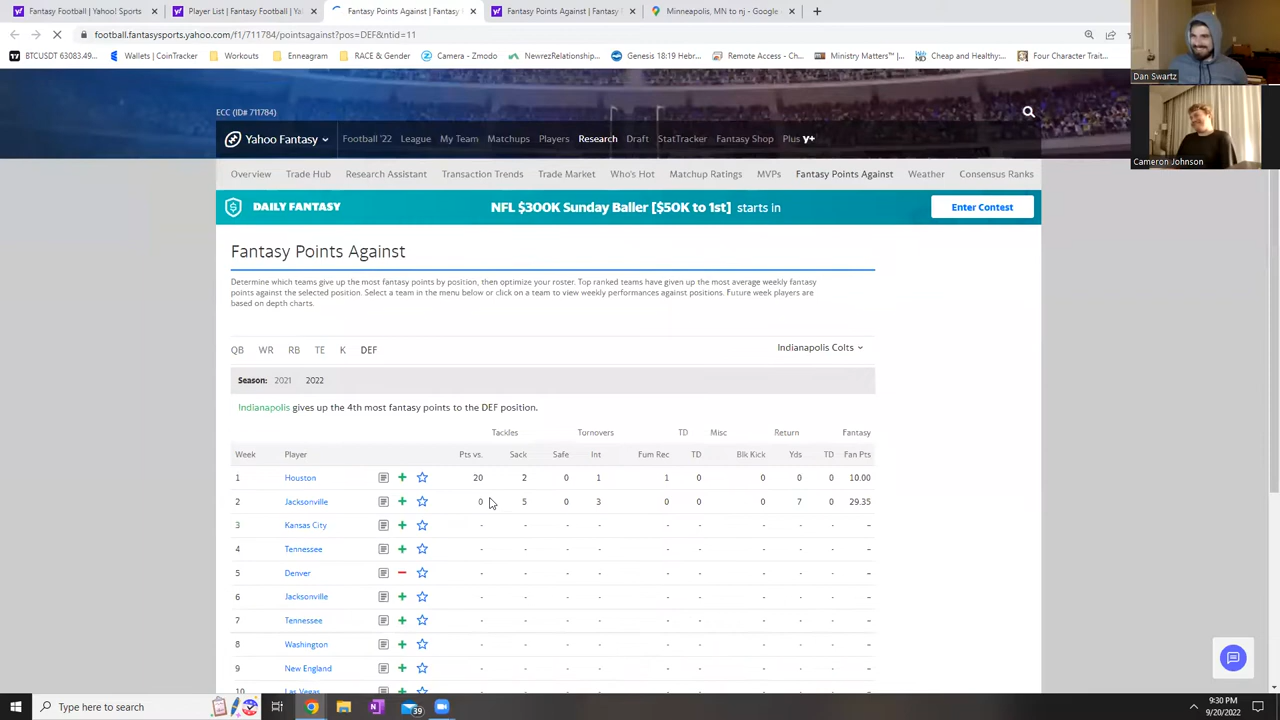 Fantasy Football | Yahoo! Sports
Player List | Fantasy Football | Ya
Fantasy Points Against | Fantasy
Fantasy Points Against | Fantasy
Minneapolis, MN to nj - Google
football.fantasysports.yahoo.com/f1/711784/pointsagainst?pos=DEF&ntid=11
BTCUSDT 63083.49...
Wallets | CoinTracker
Workouts
Enneagram
RACE & Gender
Camera - Zmodo
NewrezRelationship...
Genesis 18:19 Hebr...
Remote Access - Ch...
Ministry Matters™ |...
Cheap and Healthy:...
Four Character Trait...
Dan Swartz
Cameron Johnson
ECC (ID# 711784)
Yahoo Fantasy Football '22 League My Team Matchups Players Research Draft StatTracker Fantasy Shop Plus y+
Overview Trade Hub Research Assistant Transaction Trends Trade Market Who's Hot Matchup Ratings MVPs Fantasy Points Against Weather Consensus Ranks
DAILY FANTASY NFL $300K Sunday Baller [$50K to 1st] starts in Enter Contest
Fantasy Points Against
Determine which teams give up the most fantasy points by position, then optimize your roster. Top ranked teams have given up the most average weekly fantasy
points against the selected position. Select a team in the menu below or click on a team to view weekly performances against positions. Future week players are
based on depth charts.
QB WR RB TE K DEF Indianapolis Colts
Season: 2021 2022
Indianapolis gives up the 4th most fantasy points to the DEF position.
Tackles Turnovers TD Misc Return Fantasy
Week Player Pts vs. Sack Safe Int Fum Rec TD Blk Kick Yds TD Fan Pts
1 Houston 20 2 0 1 1 0 0 0 0 10.00
2 Jacksonville 0 5 0 3 0 0 0 7 0 29.35
3 Kansas City - - - - - - - - - –
4 Tennessee - - - - - - - - - –
5 Denver - - - - - - - - - –
6 Jacksonville - - - - - - - - - –
7 Tennessee - - - - - - - - - –
8 Washington - - - - - - - - - –
9 New England - - - - - - - - - –
10 Las Vegas
Type here to search
39
9:30 PM
9/20/2022